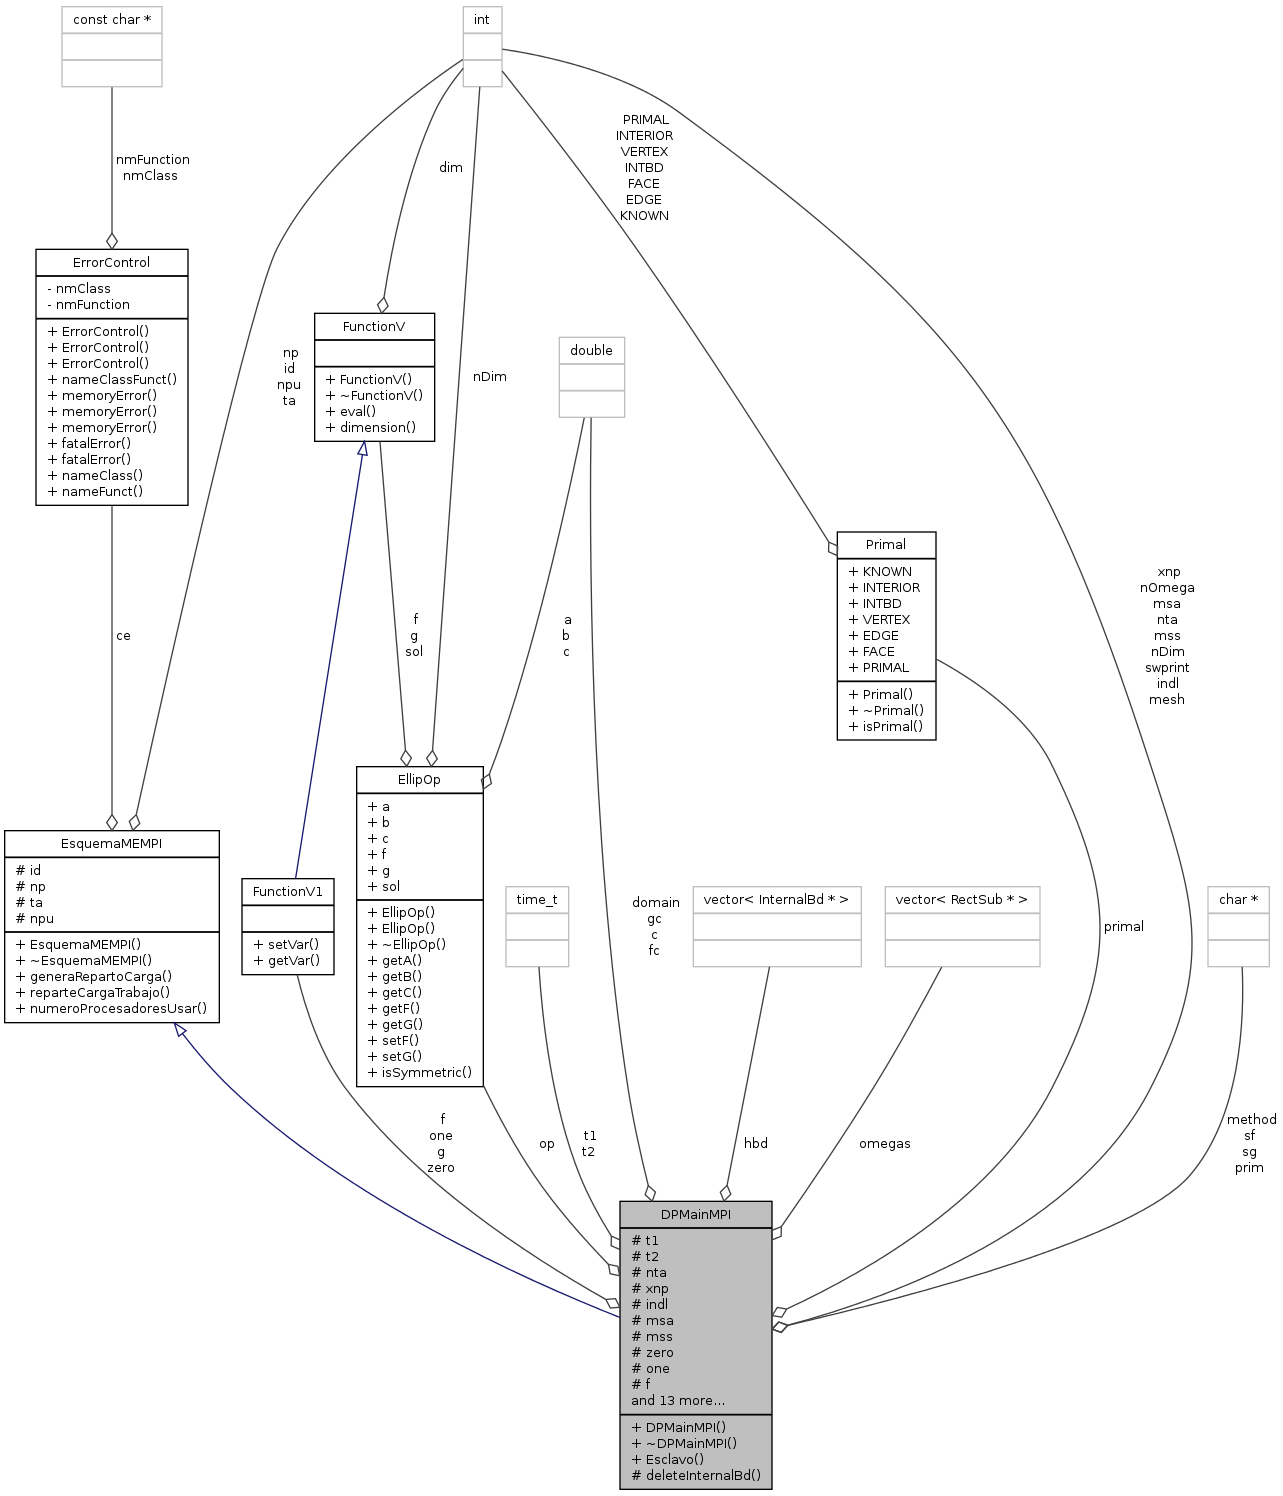 const char *
int
nmFunction
nmClass
PRIMAL
INTERIOR
VERTEX
INTBD
FACE
EDGE
KNOWN
dim
ErrorControl
- nmClass
- nmFunction
+ ErrorControl()
+ ErrorControl()
+ ErrorControl()
+ nameClassFunct()
+ memoryError()
+ memoryError()
+ memoryError()
+ fatalError()
+ fatalError()
+ nameClass()
+ nameFunct()
np
id
npu
ta
FunctionV
+ FunctionV()
+ ~FunctionV()
+ eval()
+ dimension()
nDim
double
Primal
+ KNOWN
+ INTERIOR
+ INTBD
+ VERTEX
+ EDGE
+ FACE
+ PRIMAL
+ Primal()
+ ~Primal()
+ isPrimal()
xnp
nOmega
msa
nta
mss
nDim
swprint
indl
mesh
ce
f
g
sol
a
b
c
EsquemaMEMPI
# id
# np
# ta
# npu
+ EsquemaMEMPI()
+ ~EsquemaMEMPI()
+ generaRepartoCarga()
+ reparteCargaTrabajo()
+ numeroProcesadoresUsar()
FunctionV1
+ setVar()
+ getVar()
EllipOp
+ a
+ b
+ c
+ f
+ g
+ sol
+ EllipOp()
+ EllipOp()
+ ~EllipOp()
+ getA()
+ getB()
+ getC()
+ getF()
+ getG()
+ setF()
+ setG()
+ isSymmetric()
time_t
domain
gc
c
fc
vector< InternalBd * >
vector< RectSub * >
primal
char *
f
one
g
zero
op
t1
t2
hbd
omegas
method
sf
sg
prim
DPMainMPI
# t1
# t2
# nta
# xnp
# indl
# msa
# mss
# zero
# one
# f
and 13 more...
+ DPMainMPI()
+ ~DPMainMPI()
+ Esclavo()
# deleteInternalBd()